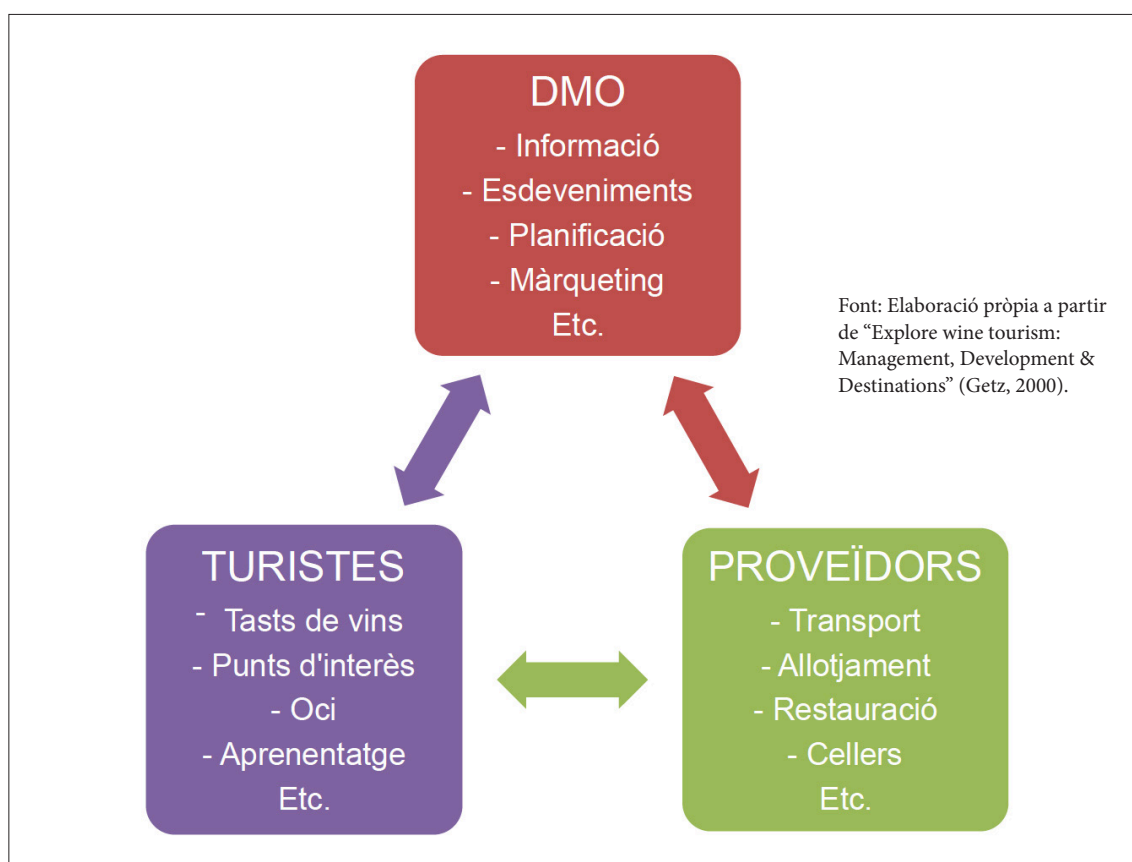 DMO
- Informació
- Esdeveniments
- Planificació
- Màrqueting
Etc.
Font: Elaboració pròpia a partir
de “Explore wine tourism:
Management, Development &
Destinations” (Getz, 2000).
TURISTES
- Tasts de vins
- Punts d'interès
- Oci
- Aprenentatge
Etc.
PROVEÏDORS
- Transport
- Allotjament
- Restauració
- Cellers
Etc.